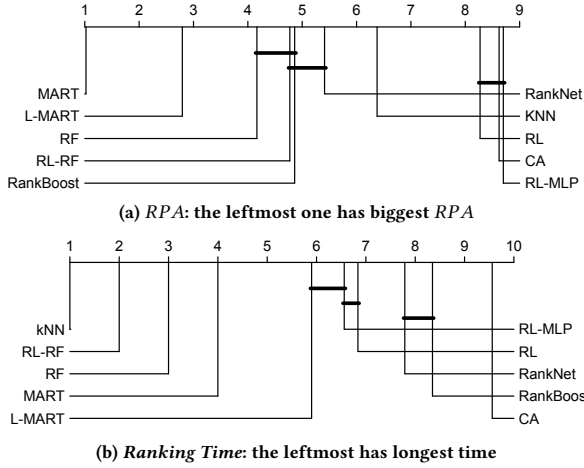 1 2 3 4 5 6 7 8 9
MART RankNet
L-MART KNN
RF RL
RL-RF CA
RankBoost RL-MLP
(a) RPA: the leftmost one has biggest RPA
1 2 3 4 5 6 7 8 9 10
kNN RL-MLP
RL-RF RL
RF RankNet
MART RankBoos
L-MART CA
(b) Ranking Time: the leftmost has longest time